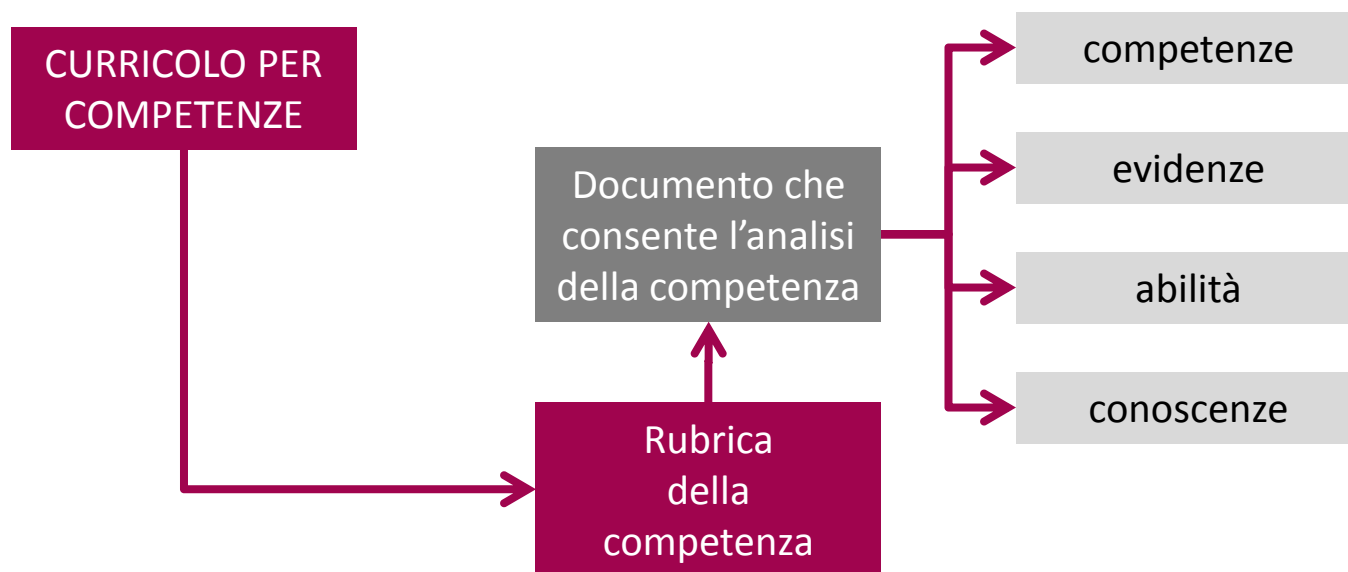 CURRICOLO PER
COMPETENZE
Documento che
consente l’analisi
della competenza
Rubrica
della
competenza
competenze
evidenze
abilità
conoscenze